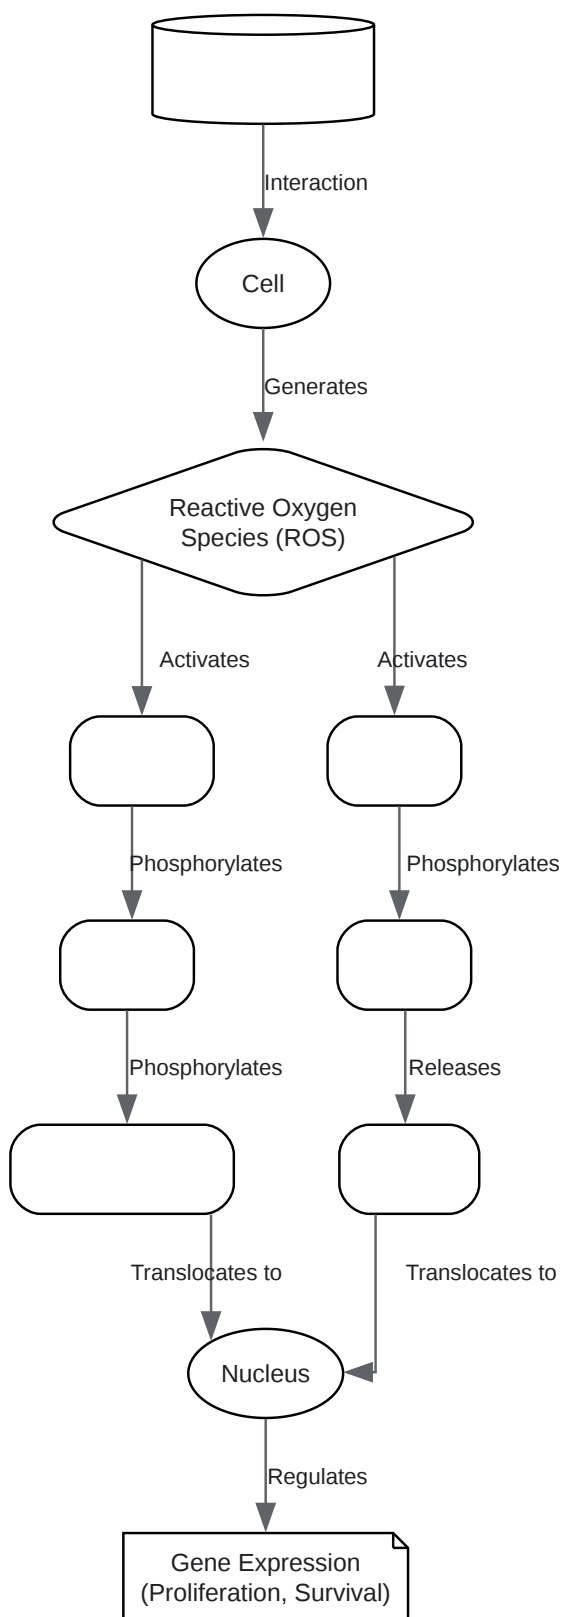 Interaction
Cell
Generates
Reactive Oxygen
Species (ROS)
Activates
Activates
Phosphorylates
Phosphorylates
Phosphorylates
Releases
Translocates to
Translocates to
Nucleus
Regulates
Gene Expression
(Proliferation, Survival)